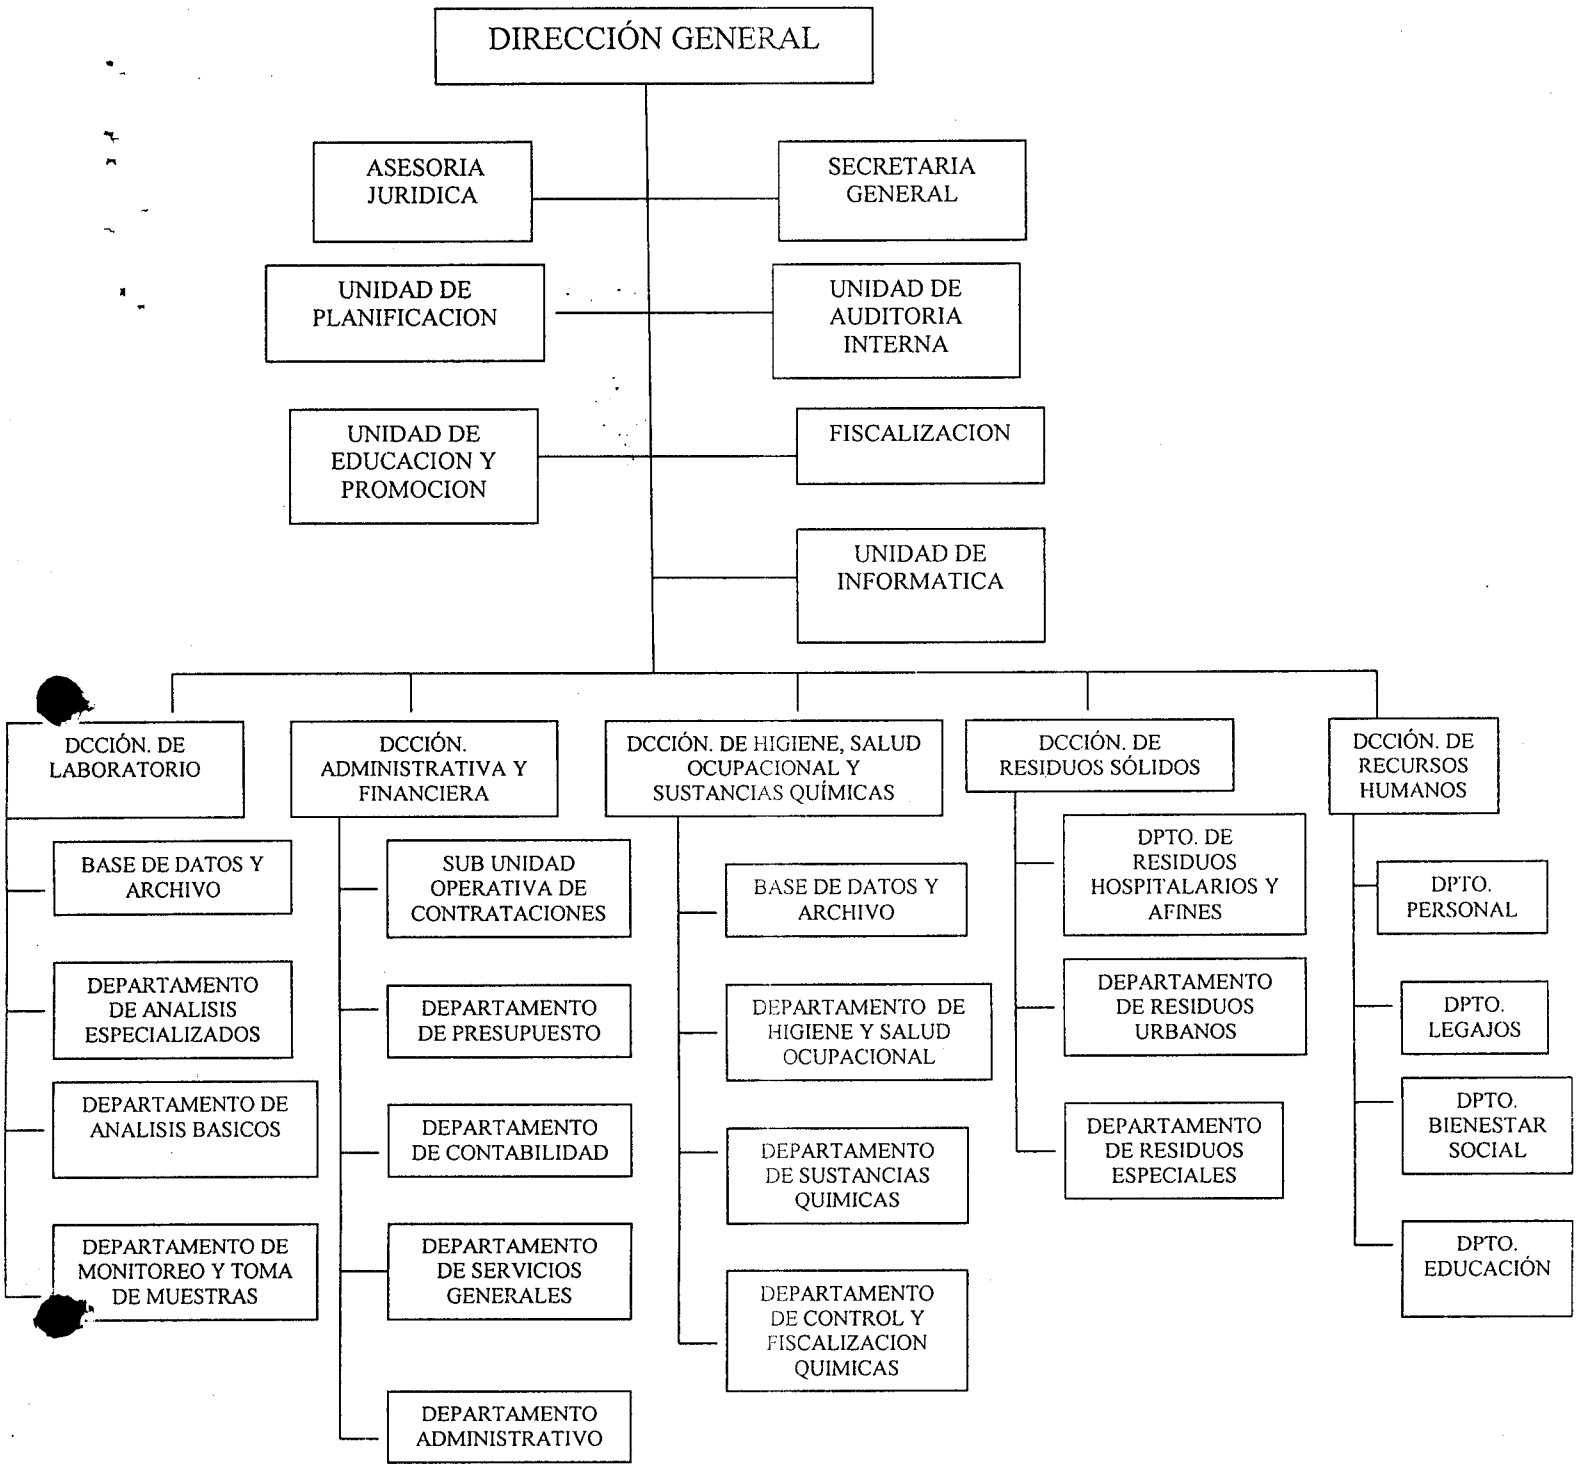 DIRECCIÓN GENERAL
ASESORIA
JURIDICA
SECRETARIA
GENERAL
UNIDAD DE
PLANIFICACION
UNIDAD DE
AUDITORIA
INTERNA
UNIDAD DE
EDUCACION Y
PROMOCION
FISCALIZACION
UNIDAD DE
INFORMATICA
DCCIÓN. DE
LABORATORIO
BASE DE DATOS Y
ARCHIVO
DEPARTAMENTO
DE ANALISIS
ESPECIALIZADOS
DEPARTAMENTO DE
ANALISIS BASICOS
DEPARTAMENTO DE
MONITOREO Y TOMA
DE MUESTRAS
DCCIÓN.
ADMINISTRATIVA Y
FINANCIERA
SUB UNIDAD
OPERATIVA DE
CONTRATACIONES
DEPARTAMENTO
DE PRESUPUESTO
DEPARTAMENTO
DE CONTABILIDAD
DEPARTAMENTO
DE SERVICIOS
GENERALES
DEPARTAMENTO
ADMINISTRATIVO
DCCIÓN. DE HIGIENE, SALUD
OCUPACIONAL Y
SUSTANCIAS QUÍMICAS
BASE DE DATOS Y
ARCHIVO
DEPARTAMENTO DE
HIGIENE Y SALUD
OCUPACIONAL
DEPARTAMENTO
DE SUSTANCIAS
QUIMICAS
DEPARTAMENTO
DE CONTROL Y
FISCALIZACION
QUIMICAS
DCCIÓN. DE
RESIDUOS SÓLIDOS
DPTO. DE
RESIDUOS
HOSPITALARIOS Y
AFINES
DEPARTAMENTO
DE RESIDUOS
URBANOS
DEPARTAMENTO
DE RESIDUOS
ESPECIALES
DCCIÓN. DE
RECURSOS
HUMANOS
DPTO.
PERSONAL
DPTO.
LEGAJOS
DPTO.
BIENESTAR
SOCIAL
DPTO.
EDUCACIÓN